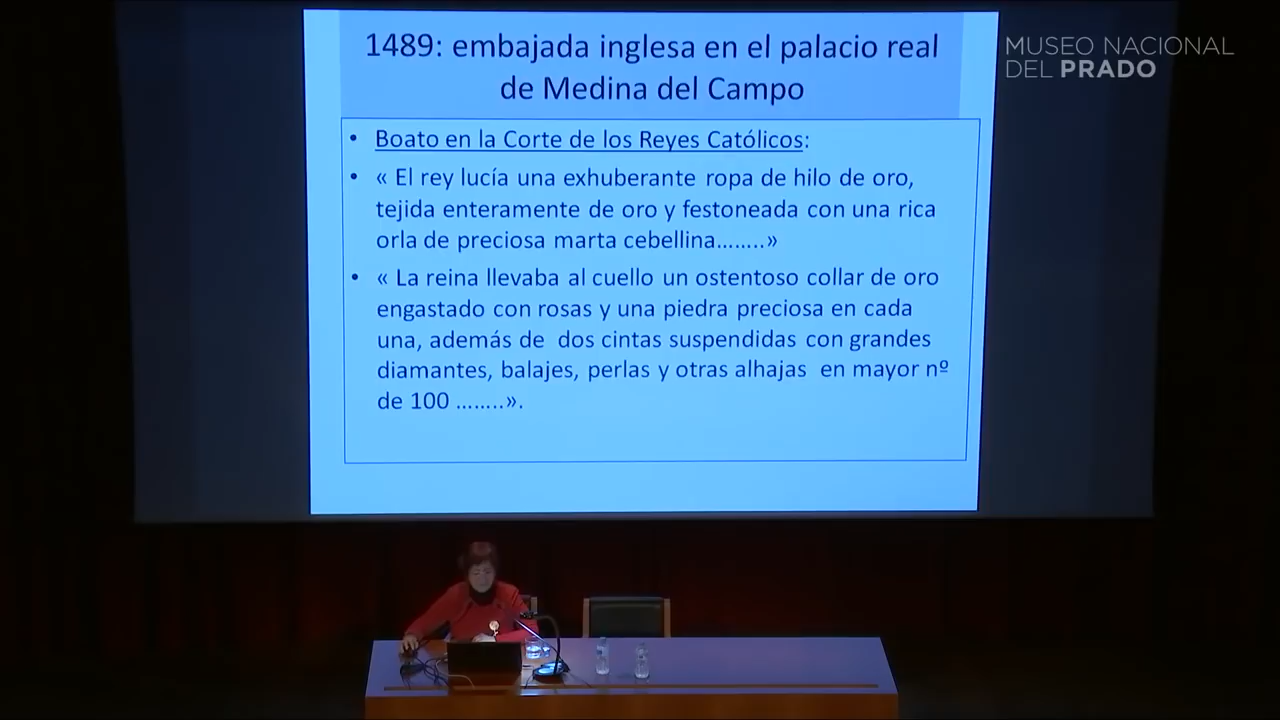 1489: embajada inglesa en el palacio real
de Medina del Campo
MUSEO NACIONAL
DEL PRADO
• Boato en la Corte de los Reyes Católicos:
• « El rey lucía una exhuberante ropa de hilo de oro,
tejida enteramente de oro y festoneada con una rica
orla de preciosa marta cebellina……..»
• « La reina llevaba al cuello un ostentoso collar de oro
engastado con rosas y una piedra preciosa en cada
una, además de dos cintas suspendidas con grandes
diamantes, balajes, perlas y otras alhajas en mayor nº
de 100 ……..».